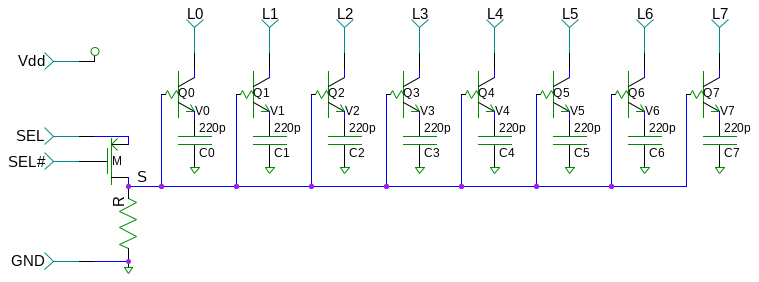 L0 L1 L2 L3 L4 L5 L6 L7
Vdd
Q0 Q1 Q2 Q3 Q4 Q5 Q6 Q7
V0 V1 V2 V3 V4 V5 V6 V7
220p 220p 220p 220p 220p 220p 220p 220p
SEL
C0 C1 C2 C3 C4 C5 C6 C7
SEL# M
S
R
GND